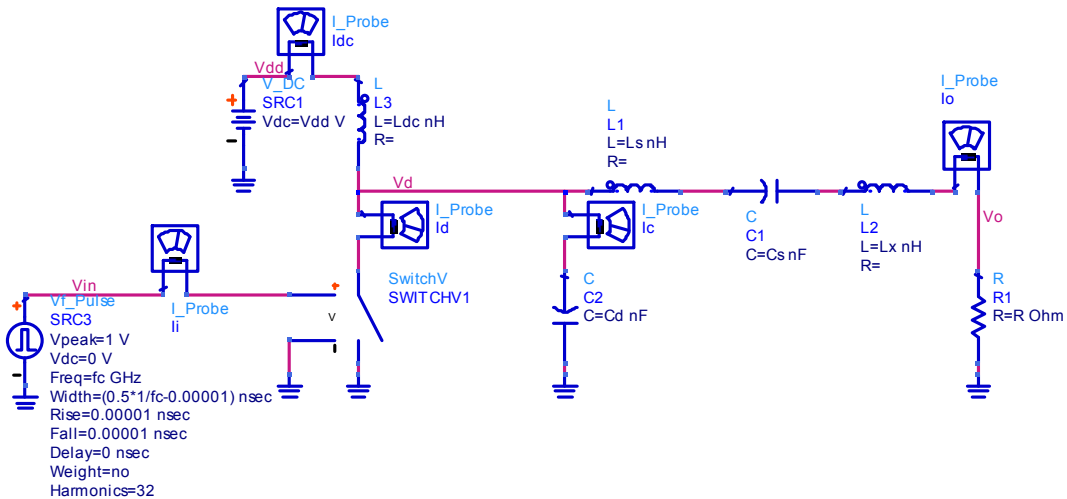 I_Probe
Idc
Vdd
V_DC
SRC1
Vdc=Vdd V
+
-
L
L3
L=Ldc nH
R=
Vd
I_Probe
Id
L
L1
L=Ls nH
R=
I_Probe
Ic
C
C1
C=Cs nF
L
L2
L=Lx nH
R=
I_Probe
Io
Vo
R
R1
R=R Ohm
C
C2
C=Cd nF
SwitchV
SWITCHV1
+
V
-
I_Probe
Ii
Vin
+
-
Vf_Pulse
SRC3
Vpeak=1 V
Vdc=0 V
Freq=fc GHz
Width=(0.5*1/fc-0.00001) nsec
Rise=0.00001 nsec
Fall=0.00001 nsec
Delay=0 nsec
Weight=no
Harmonics=32